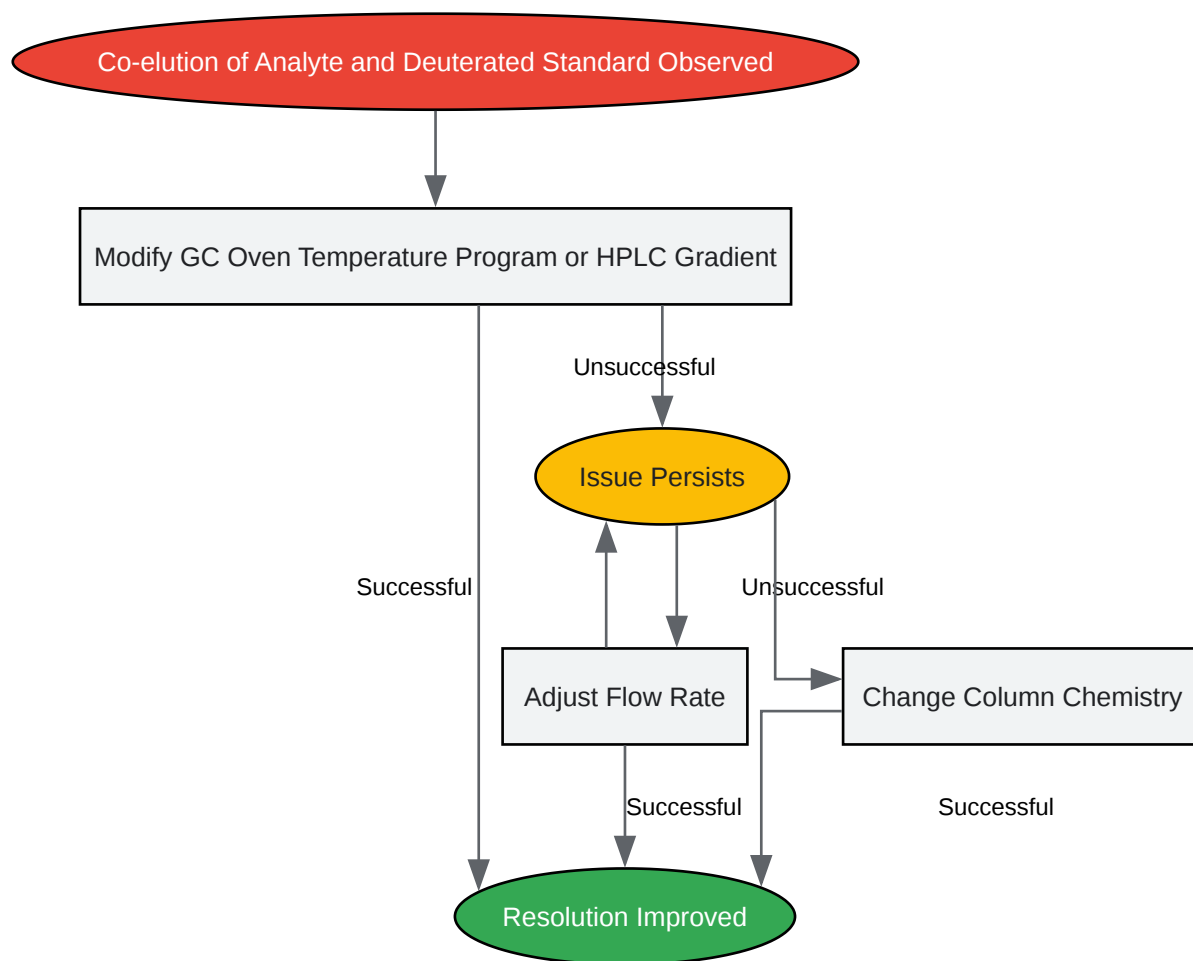 Co-elution of Analyte and Deuterated Standard Observed
Modify GC Oven Temperature Program or HPLC Gradient
Unsuccessful
Issue Persists
Successful
Unsuccessful
Adjust Flow Rate
Change Column Chemistry
Successful
Successful
Resolution Improved